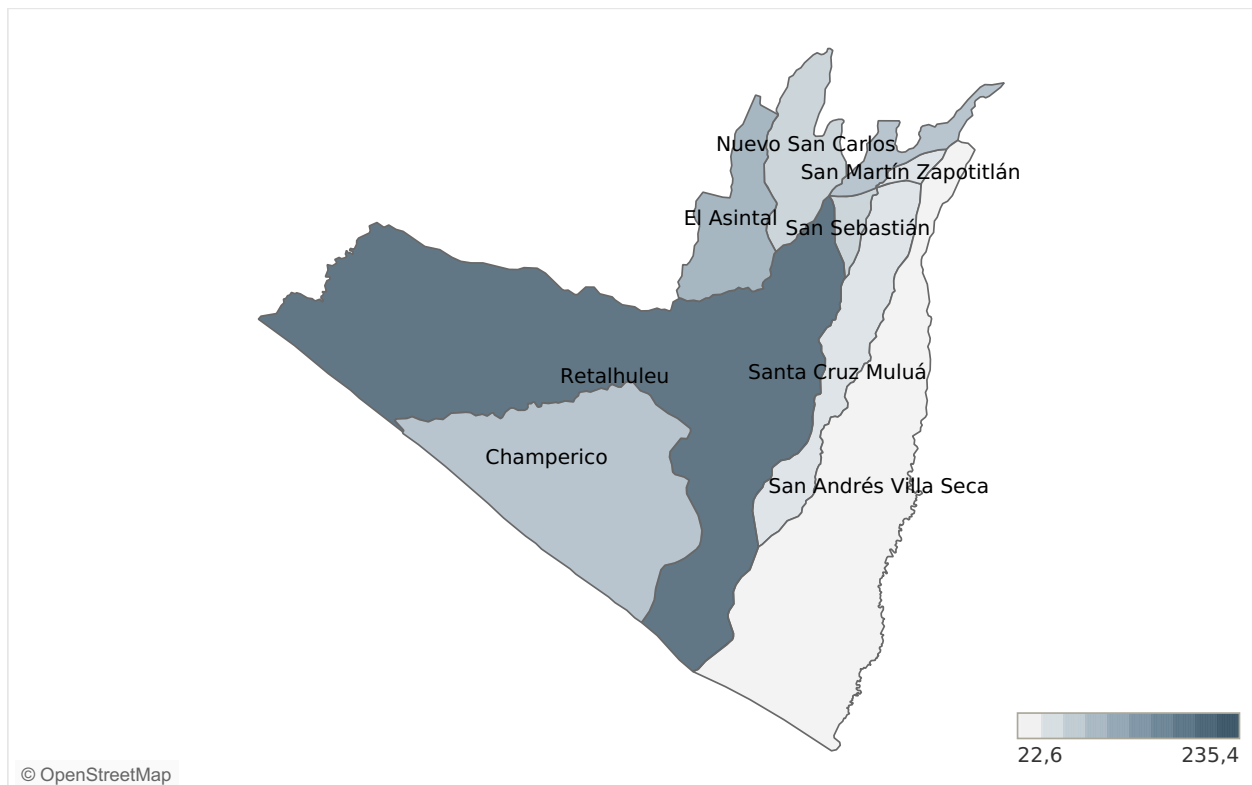 Nuevo San Carlos
San Martín Zapotitlán
El Asintal
San Sebastián
Retalhuleu
Santa Cruz Muluá
Champerico
San Andrés Villa Seca
22,6
235,4
© OpenStreetMap